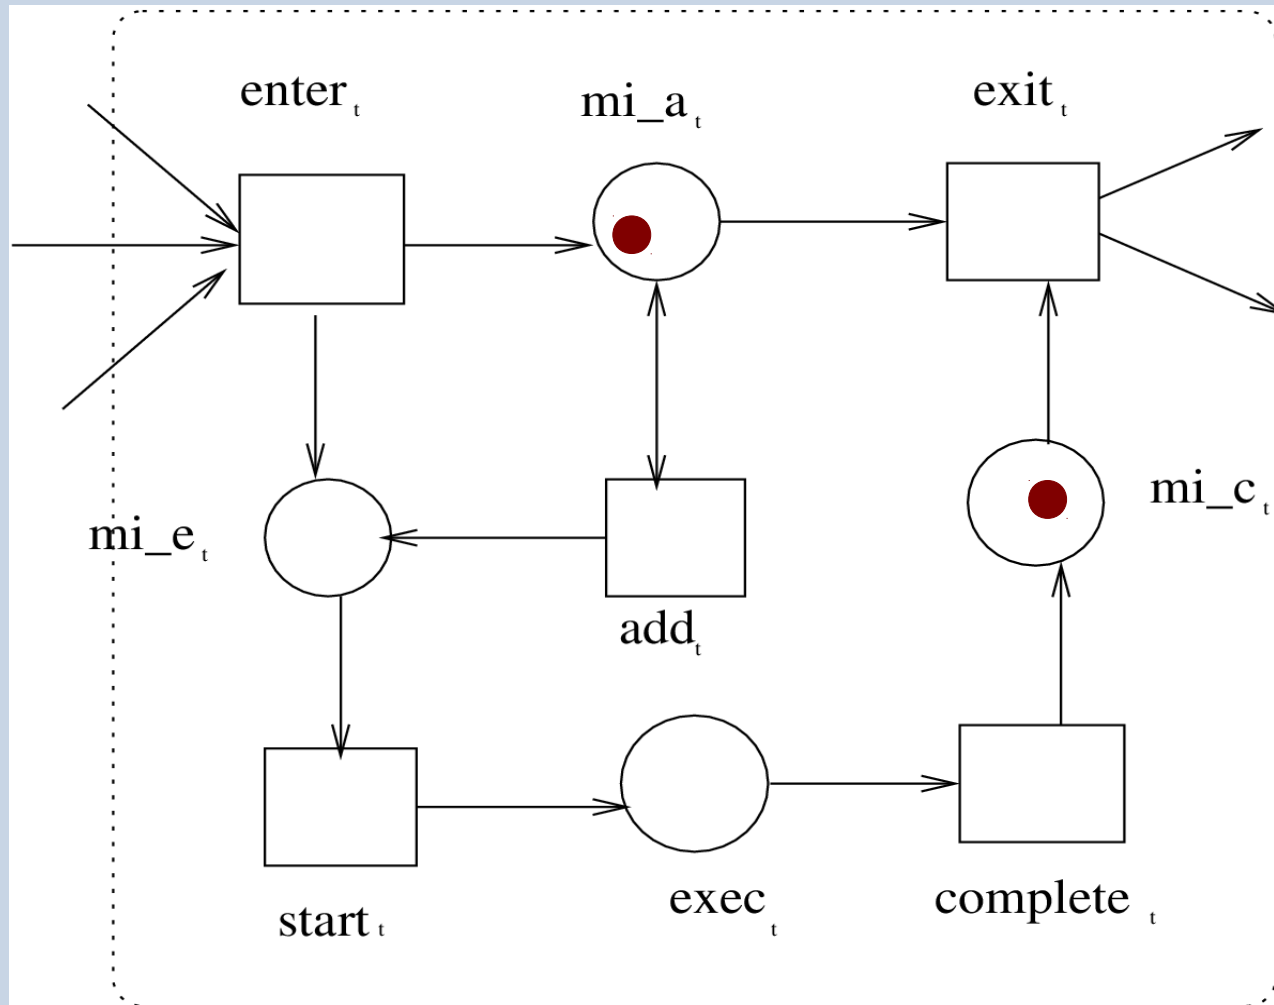 enter t
mi_a t
exit t
mi_c t
mi_e t
add t
exec t
complete t
start t